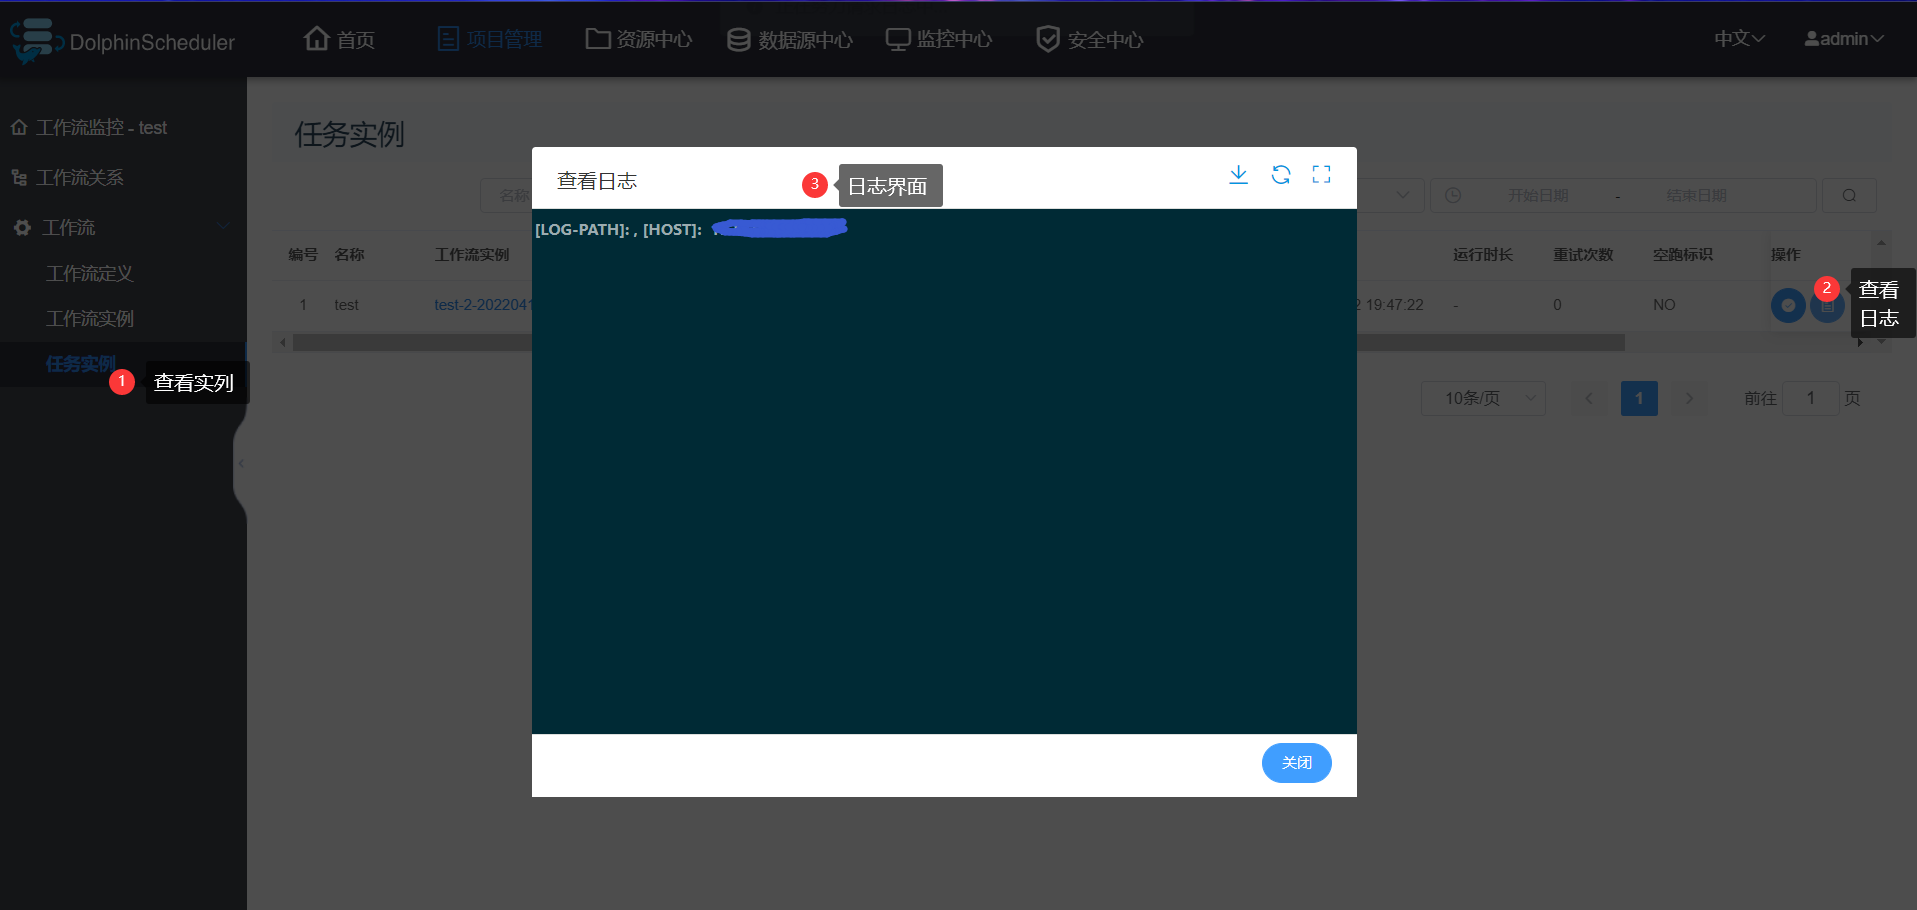 DolphinScheduler 首页 项目管理 资源中心 数据源中心 监控中心 安全中心 中文 admin
工作流监控 - test
工作流关系
工作流
工作流定义
工作流实例
任务实例
1 查看实列
任务实例
名称 开始日期 - 结束日期
编号 名称 工作流实例 运行时长 重试次数 空跑标识 操作
1 test test-2-202204 19:47:22 - 0 NO
2 查看
日志
10条/页 1 前往 1 页
查看日志
3 日志界面
[LOG-PATH]: , [HOST]:
关闭